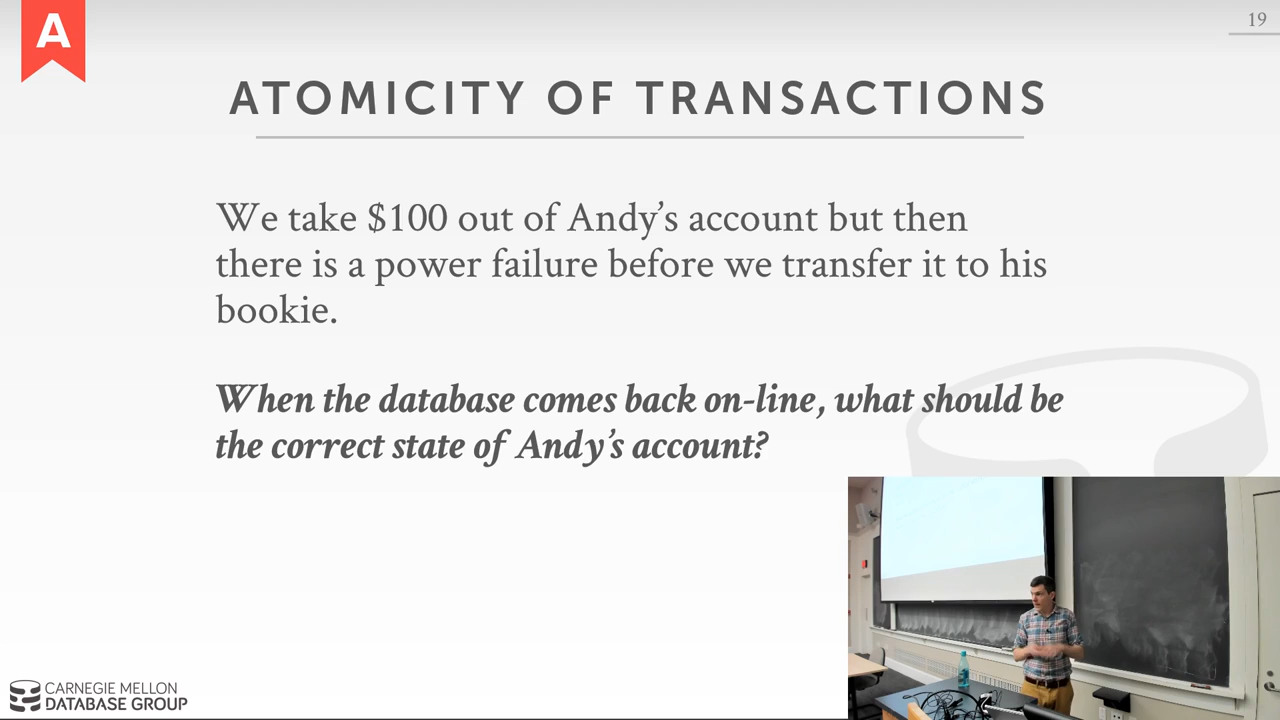 A
19
ATOMICITY OF TRANSACTIONS
We take $100 out of Andy’s account but then
there is a power failure before we transfer it to his
bookie.
When the database comes back on-line, what should be
the correct state of Andy’s account?
CARNEGIE MELLON
DATABASE GROUP